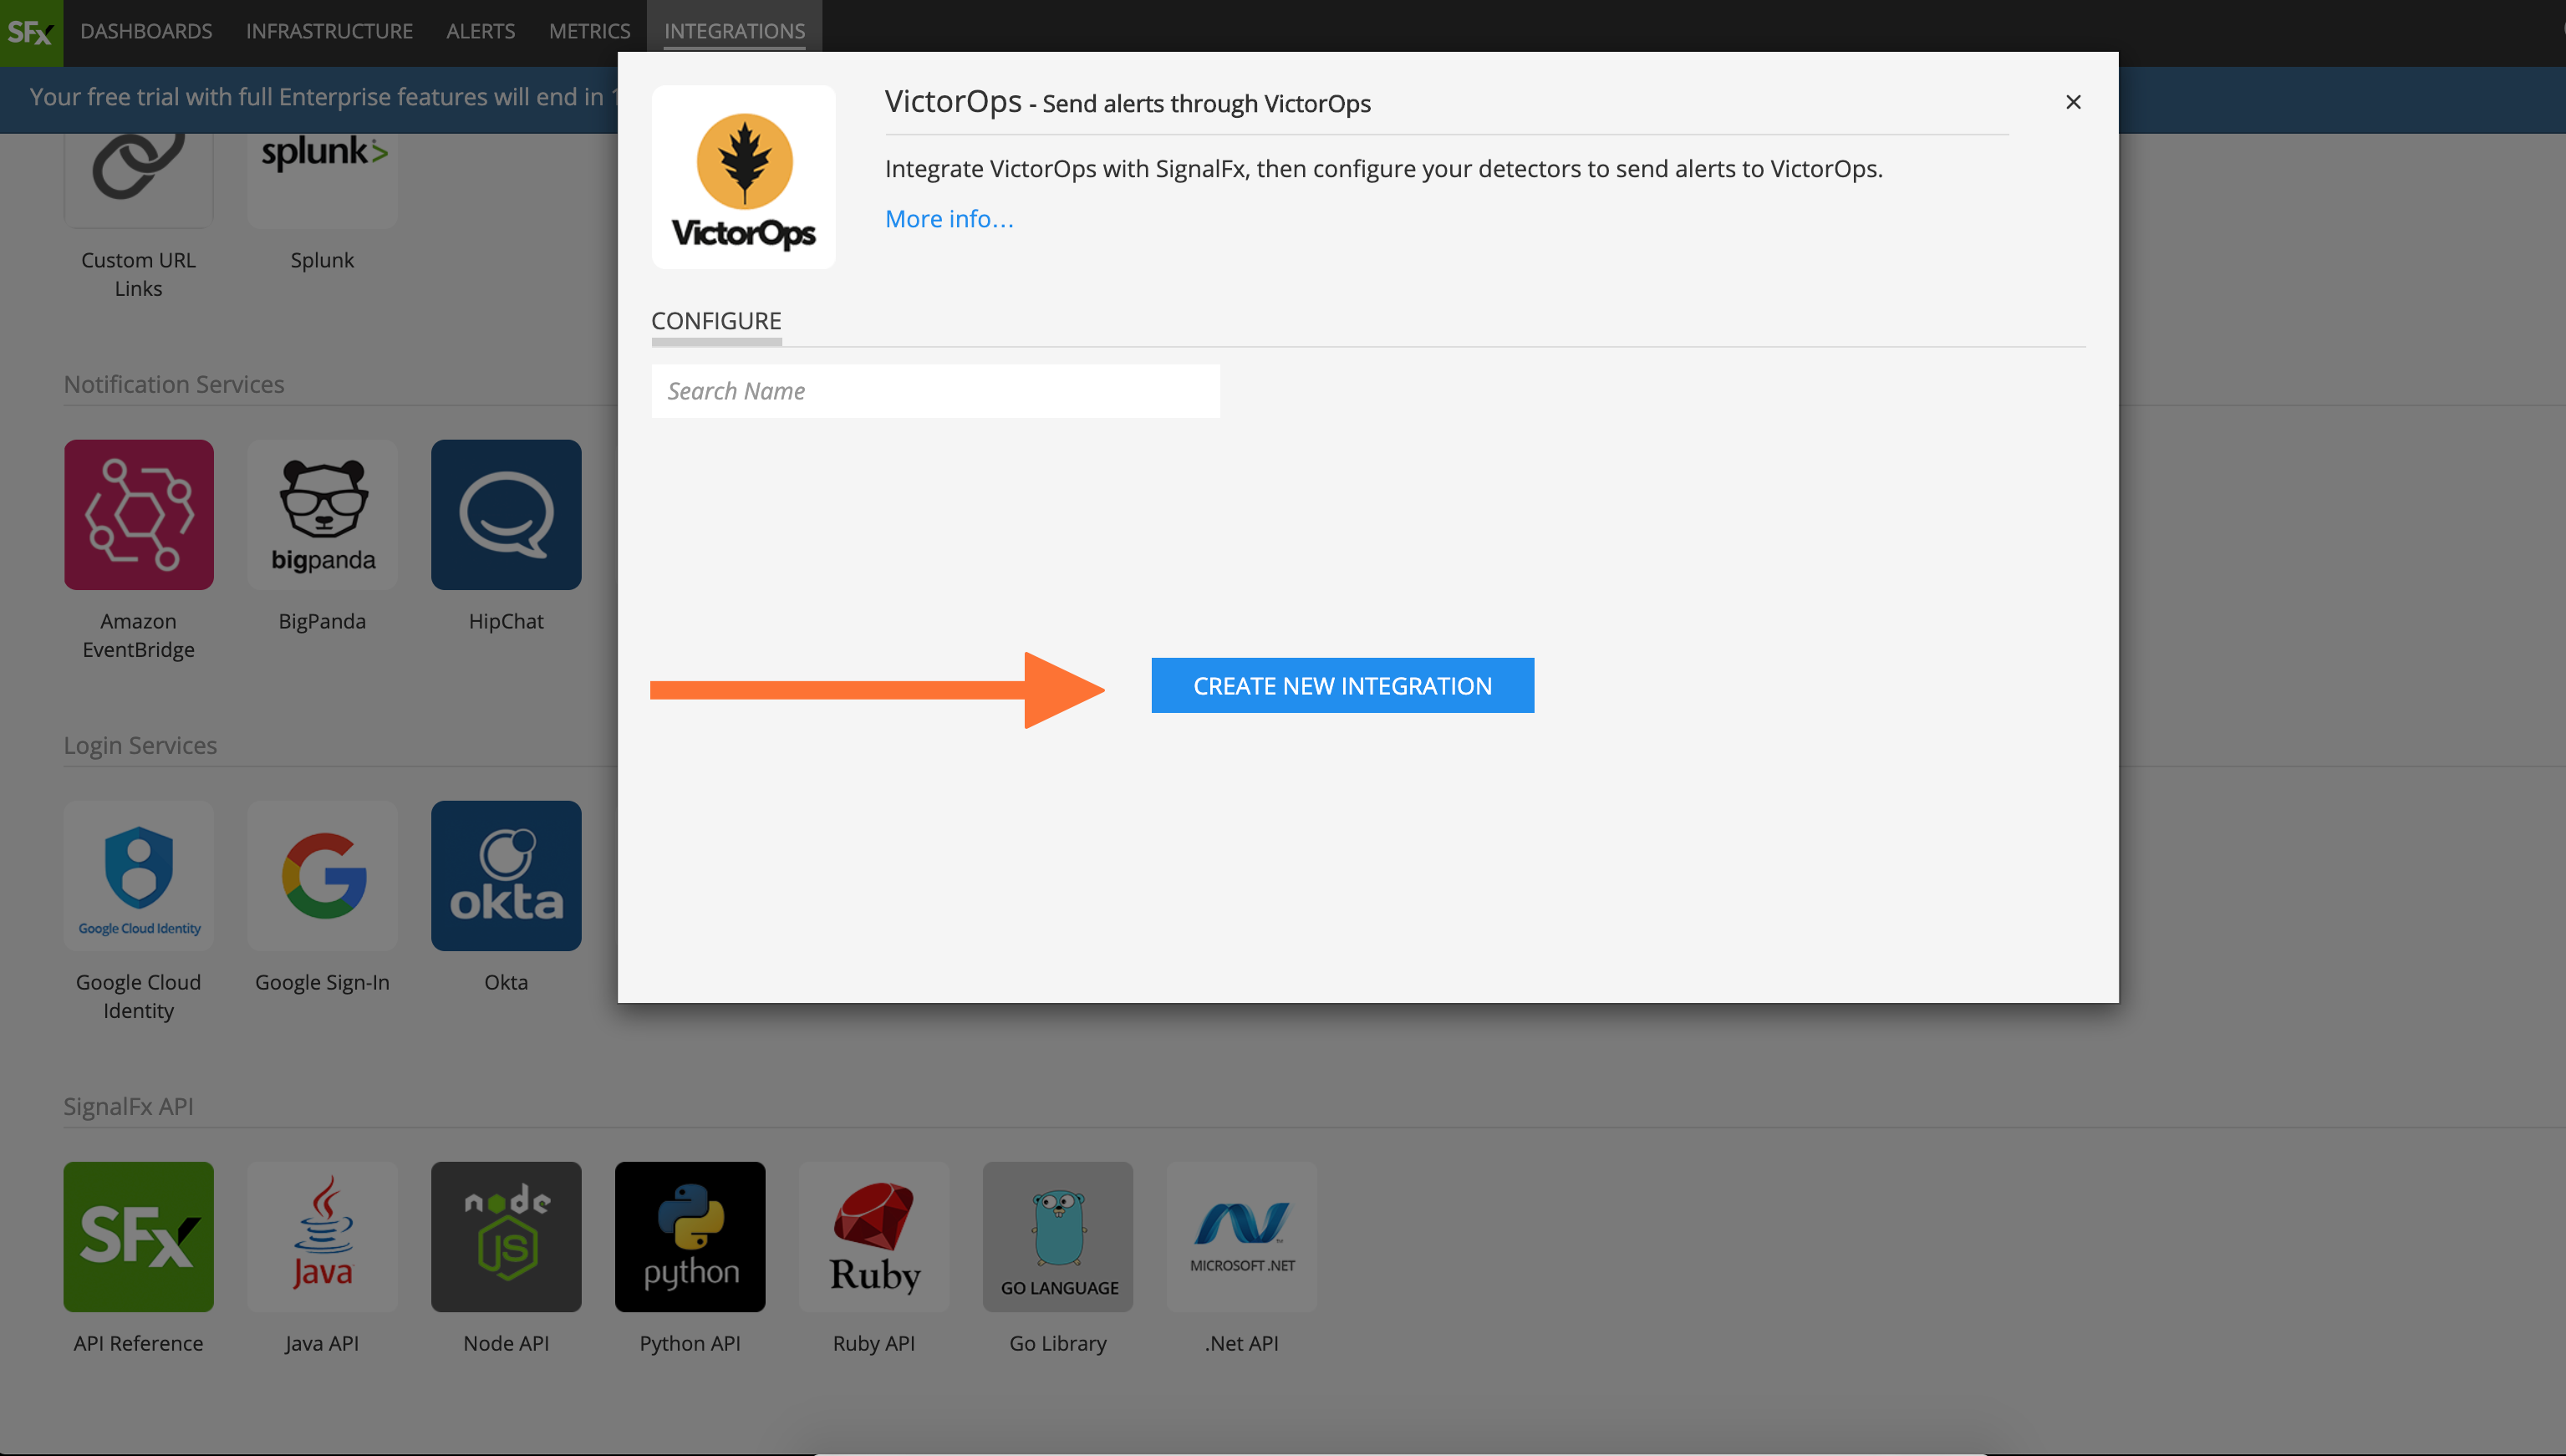 SFx DASHBOARDS INFRASTRUCTURE ALERTS METRICS INTEGRATIONS
Your free trial with full Enterprise features will end in
splunk>
Custom URL
Links
Splunk
VictorOps - Send alerts through VictorOps
×
Integrate VictorOps with SignalFx, then configure your detectors to send alerts to VictorOps.
More info...
VictorOps
CONFIGURE
Search Name
CREATE NEW INTEGRATION
Notification Services
bigpanda
Amazon
EventBridge
BigPanda
HipChat
Login Services
Google Cloud Identity
G
okta
Google Cloud
Identity
Google Sign-In
Okta
SignalFx API
SFx
Java
node
JS
python
Ruby
GO LANGUAGE
MICROSOFT .NET
API Reference
Java API
Node API
Python API
Ruby API
Go Library
.Net API